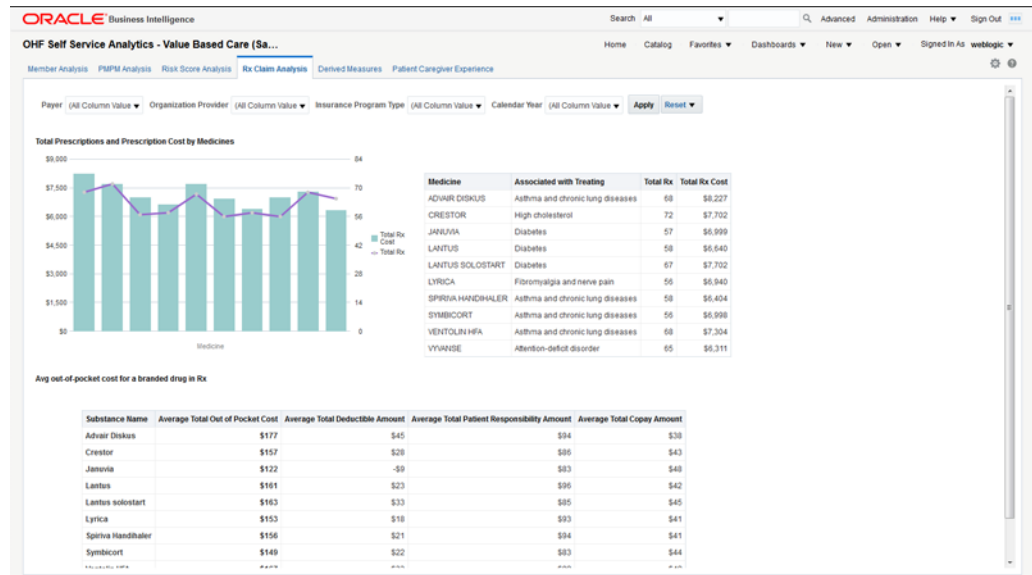 ORACLE Business Intelligence Search All Advanced Administration Help Sign Out
OHF Self Service Analytics - Value Based Care (Sa... Home Catalog Favorites Dashboards New Open Signed In As weblogic
Member Analysis PMPM Analysis Risk Score Analysis Rx Claim Analysis Derived Measures Patient Caregiver Experience
Payer (All Column Value Organization Provider (All Column Value Insurance Program Type (All Column Value Calendar Year (All Column Value Apply Reset
Total Prescriptions and Prescription Cost by Medicines
$9,000 84
$7,500 70
$6,000 56
$4,500 42
$3,000 28
$1,500 14
$0 0
Medicine
Total Rx
Cost
Total Rx
Medicine Associated with Treating Total Rx Total Rx Cost
ADVAIR DISKUS Asthma and chronic lung diseases 68 $8,227
CRESTOR High cholesterol 72 $7,702
JANUVIA Diabetes 57 $6,999
LANTUS Diabetes 58 $6,640
LANTUS SOLOSTART Diabetes 67 $7,702
LYRICA Fibromyalgia and nerve pain 56 $6,940
SPIRIVA HANDIHALER Asthma and chronic lung diseases 58 $6,404
SYMBICORT Asthma and chronic lung diseases 56 $6,998
VENTOLIN HFA Asthma and chronic lung diseases 68 $7,304
VYVANSE Attention-deficit disorder 65 $6,311
Avg out-of-pocket cost for a branded drug in Rx
Substance Name Average Total Out of Pocket Cost Average Total Deductible Amount Average Total Patient Responsibility Amount Average Total Copay Amount
Advair Diskus $177 $45 $94 $38
Crestor $157 $28 $86 $43
Januvia $122 -$9 $83 $48
Lantus $161 $23 $96 $42
Lantus solostart $163 $33 $85 $45
Lyrica $153 $18 $93 $41
Spiriva Handihaler $156 $21 $94 $41
Symbicort $149 $22 $83 $44